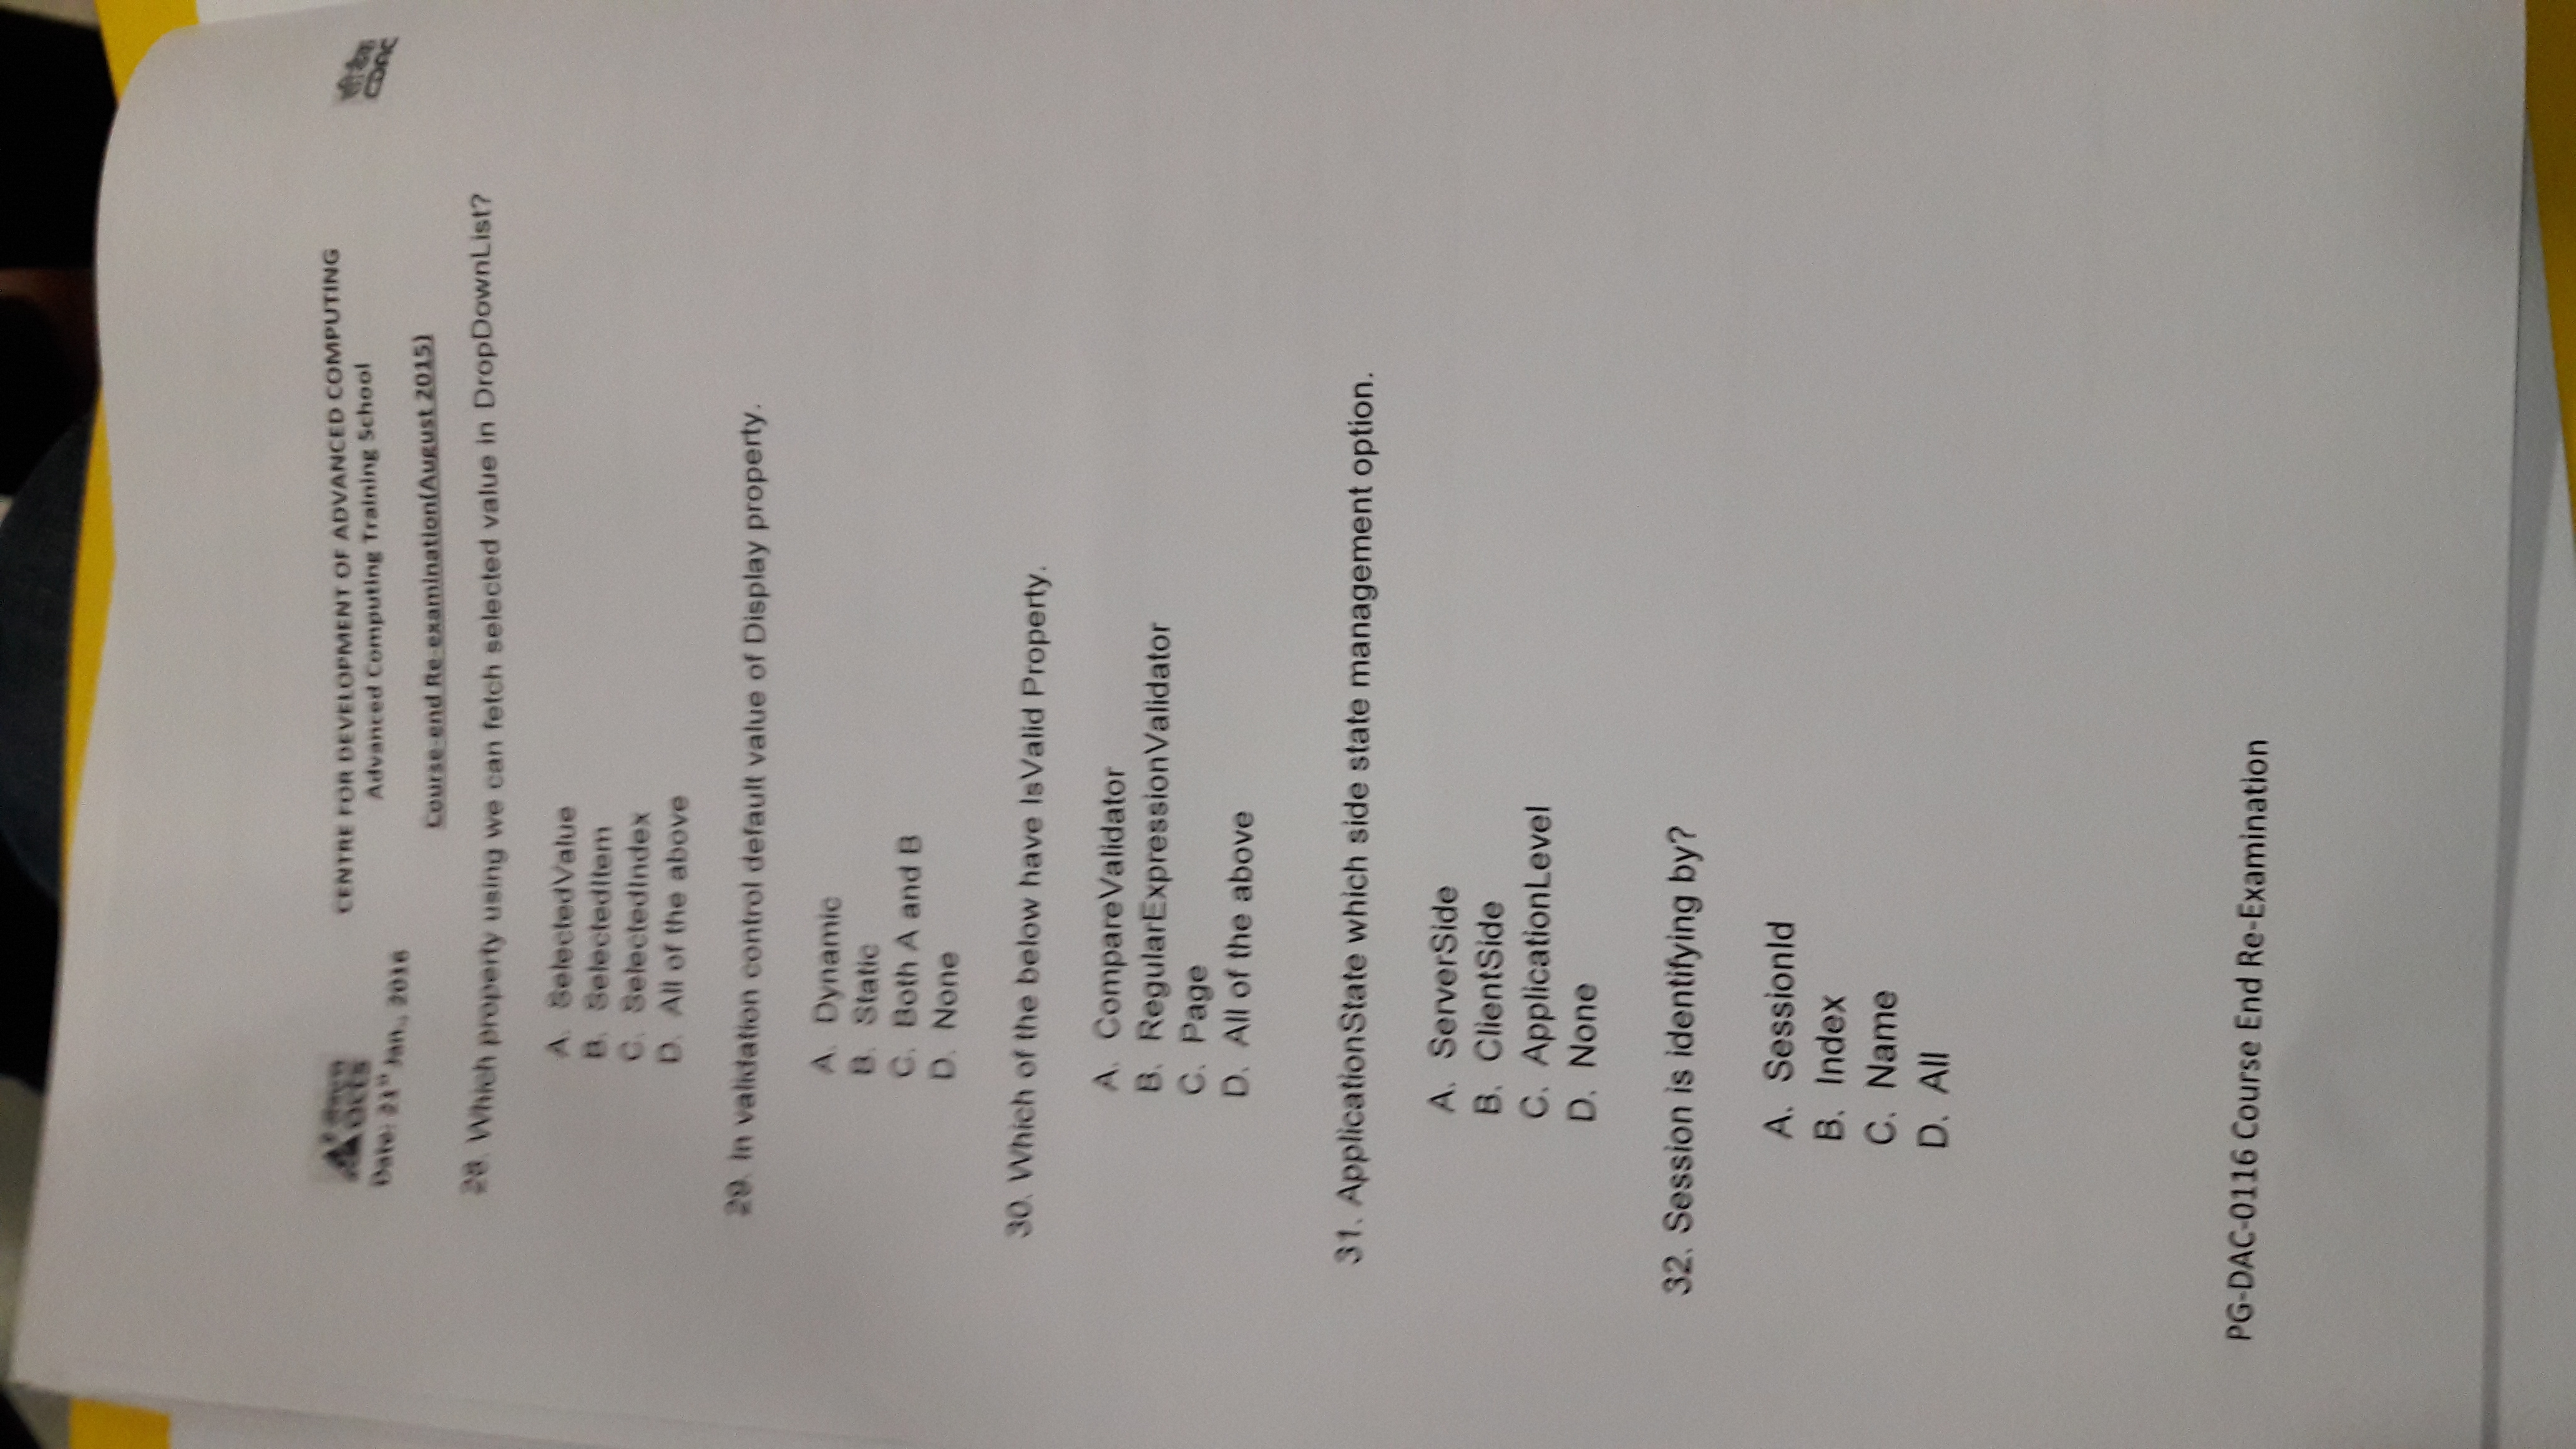 CENTRE FOR DEVELOPMENT OF ADVANCED COMPUTING
Advanced Computing Training School
Date: 21st Jan., 2016
Course-end Re-examination(August 2015)
28. Which property using we can fetch selected value in DropDownList?
A. SelectedValue
B. SelectedItem
C. SelectedIndex
D. All of the above
29. In validation control default value of Display property.
A. Dynamic
B. Static
C. Both A and B
D. None
30. Which of the below have IsValid Property.
A. CompareValidator
B. RegularExpressionValidator
C. Page
D. All of the above
31. ApplicationState which side state management option.
A. ServerSide
B. ClientSide
C. ApplicationLevel
D. None
32. Session is identifying by?
A. SessionId
B. Index
C. Name
D. All
PG-DAC-0116 Course End Re-Examination